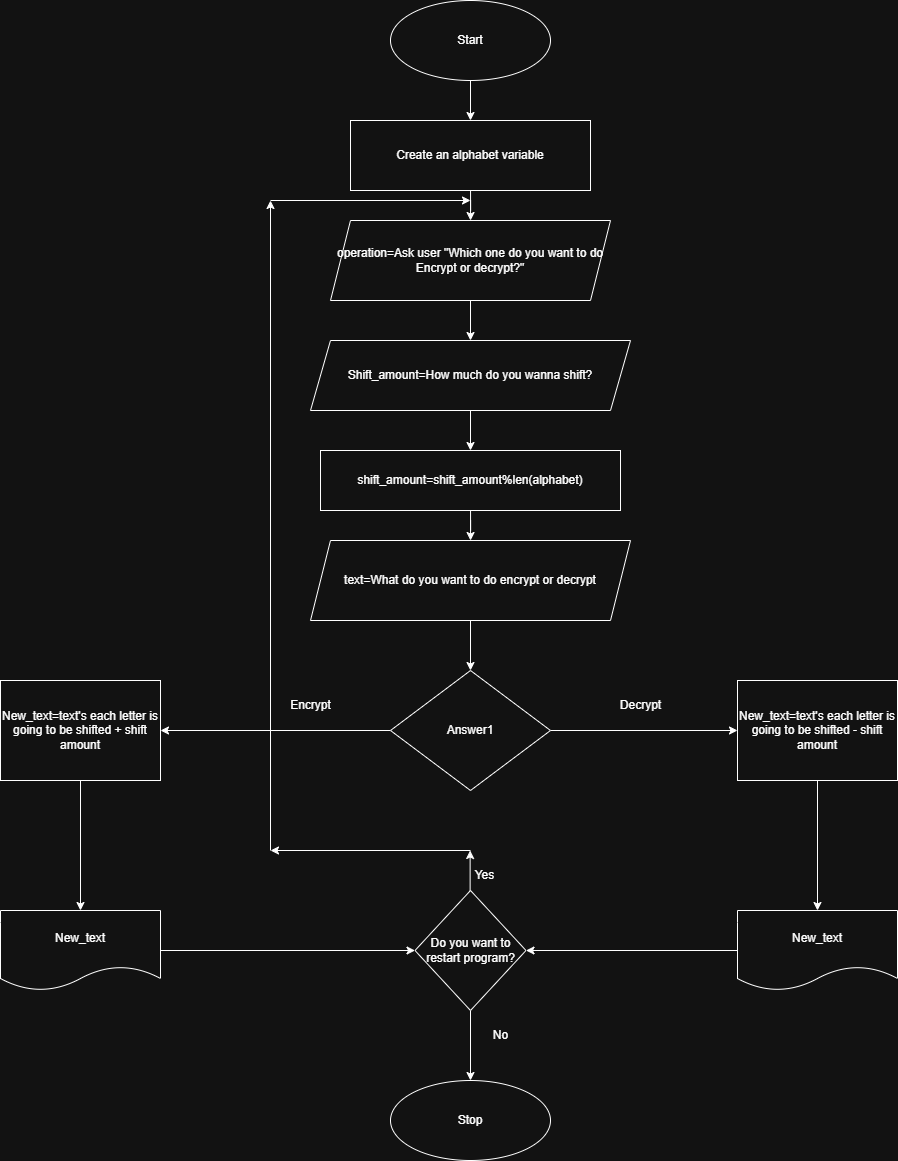 Start
Create an alphabet variable
operation=Ask user "Which one do you want to do
Encrypt or decrypt?"
Shift_amount=How much do you wanna shift?
shift_amount=shift_amount%len(alphabet)
text=What do you want to do encrypt or decrypt
Encrypt
Decrypt
Answer1
New_text=text's each letter is
going to be shifted + shift
amount
New_text=text's each letter is
going to be shifted - shift
amount
Yes
New_text
Do you want to
restart program?
New_text
No
Stop